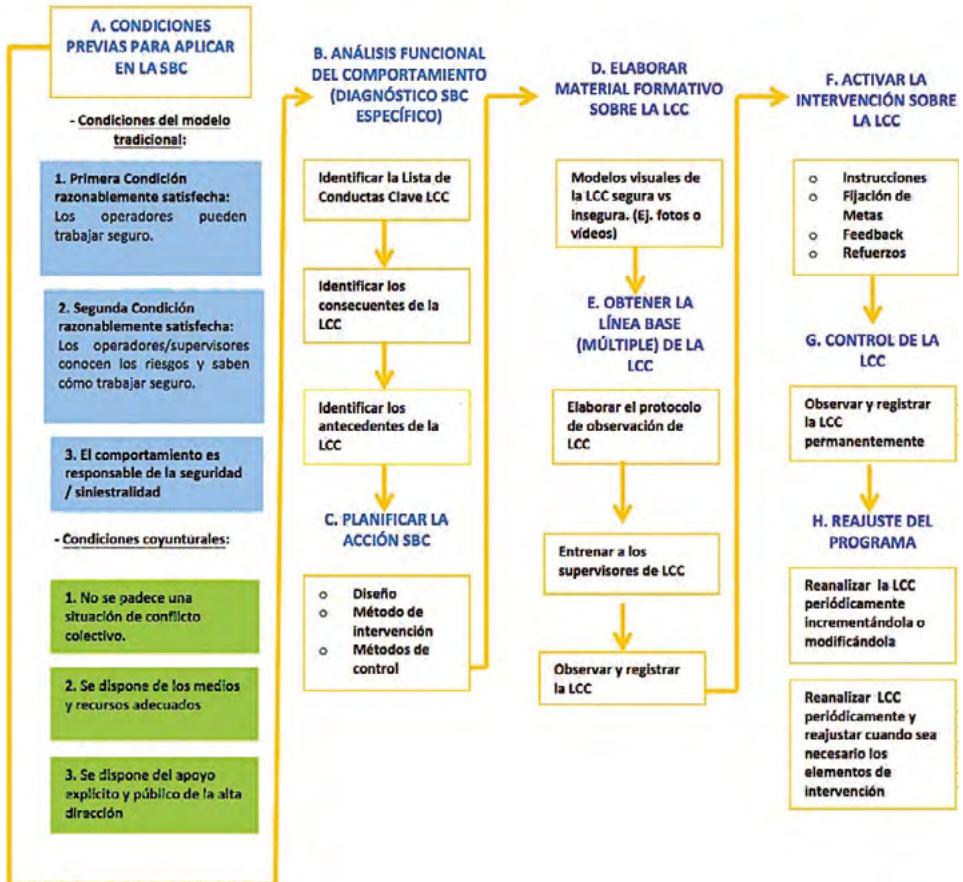 A. CONDICIONES
PREVIAS PARA APLICAR
EN LA SBC
- Condiciones del modelo
tradicional:
1. Primera Condición
razonablemente satisfecha:
Los operadores pueden
trabajar seguro.
2. Segunda Condición
razonablemente satisfecha:
Los operadores/supervisores
conocen los riesgos y saben
cómo trabajar seguro.
3. El comportamiento es
responsable de la seguridad
/ siniestralidad
- Condiciones coyunturales:
1. No se padece una
situación de conflicto
colectivo.
2. Se dispone de los medios
y recursos adecuados
3. Se dispone del apoyo
explícito y público de la alta
dirección
B. ANÁLISIS FUNCIONAL
DEL COMPORTAMIENTO
(DIAGNÓSTICO SBC
ESPECÍFICO)
Identificar la Lista de
Conductas Clave LCC
Identificar los
consecuentes de la
LCC
Identificar los
antecedentes de la
LCC
C. PLANIFICAR LA
ACCIÓN SBC
o Diseño
o Método de
intervención
o Métodos de
control
D. ELABORAR
MATERIAL FORMATIVO
SOBRE LA LCC
Modelos visuales de
la LCC segura vs
insegura. (Ej. fotos o
vídeos)
E. OBTENER LA
LÍNEA BASE
(MÚLTIPLE) DE LA
LCC
Elaborar el protocolo
de observación de
LCC
Entrenar a los
supervisores de LCC
Observar y registrar
la LCC
F. ACTIVAR LA
INTERVENCIÓN SOBRE
LA LCC
o Instrucciones
o Fijación de
Metas
o Feedback
o Refuerzos
G. CONTROL DE LA
LCC
Observar y registrar
la LCC
permanentemente
H. REAJUSTE DEL
PROGRAMA
Reanalizar la LCC
periódicamente
incrementándola o
modificándola
Reanalizar LCC
periódicamente y
reajustar cuando sea
necesario los
elementos de
intervención